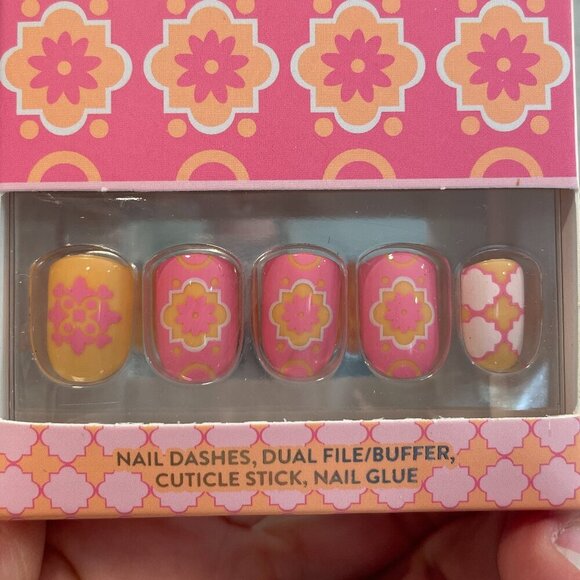 NAIL DASHES, DUAL FILE/BUFFER,
CUTICLE STICK, NAIL GLUE